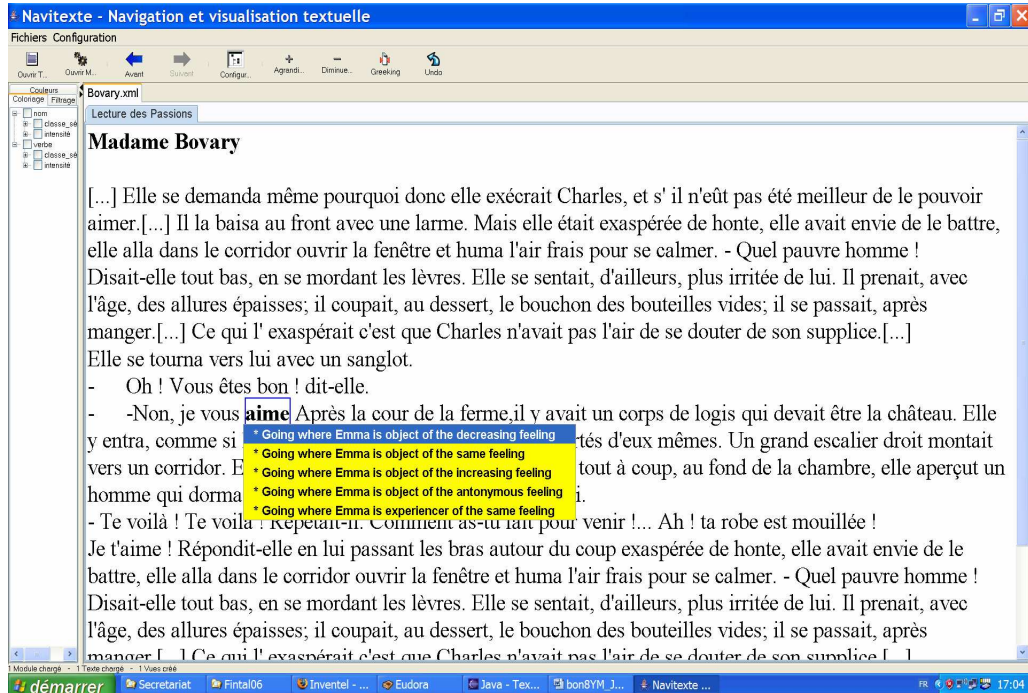 Navitexte - Navigation et visualisation textuelle
Fichiers Configuration
Ouvrir T... Ouvrir M... Avant Suivant Configur... Agrandi... Diminue... Greeking Undo
Couleurs
Coloriage Filtrage
nom
classe_sé
intensité
verbe
classe_sé
intensité
Bovary.xml
Lecture des Passions
Madame Bovary
[...] Elle se demanda même pourquoi donc elle exécrait Charles, et s' il n'eût pas été meilleur de le pouvoir
aimer.[...] Il la baisa au front avec une larme. Mais elle était exaspérée de honte, elle avait envie de le battre,
elle alla dans le corridor ouvrir la fenêtre et huma l'air frais pour se calmer. - Quel pauvre homme !
Disait-elle tout bas, en se mordant les lèvres. Elle se sentait, d'ailleurs, plus irritée de lui. Il prenait, avec
l'âge, des allures épaisses; il coupait, au dessert, le bouchon des bouteilles vides; il se passait, après
manger.[...] Ce qui l' exaspérait c'est que Charles n'avait pas l'air de se douter de son supplice.[...]
Elle se tourna vers lui avec un sanglot.
- Oh ! Vous êtes bon ! dit-elle.
- -Non, je vous aime Après la cour de la ferme,il y avait un corps de logis qui devait être la château. Elle
y entra, comme si tés d'eux mêmes. Un grand escalier droit montait
vers un corridor. E tout à coup, au fond de la chambre, elle aperçut un
homme qui dorma i.
* Going where Emma is object of the decreasing feeling
* Going where Emma is object of the same feeling
* Going where Emma is object of the increasing feeling
* Going where Emma is object of the antonymous feeling
* Going where Emma is experiencer of the same feeling
- Te voilà ! Te voilà ! Répétait-il. Comment as-tu fait pour venir !... Ah ! ta robe est mouillée !
Je t'aime ! Répondit-elle en lui passant les bras autour du coup exaspérée de honte, elle avait envie de le
battre, elle alla dans le corridor ouvrir la fenêtre et huma l'air frais pour se calmer. - Quel pauvre homme !
Disait-elle tout bas, en se mordant les lèvres. Elle se sentait, d'ailleurs, plus irritée de lui. Il prenait, avec
l'âge, des allures épaisses; il coupait, au dessert, le bouchon des bouteilles vides; il se passait, après
manger.[...] Ce qui l' exaspérait c'est que Charles n'avait pas l'air de se douter de son supplice.[...]
1 Module chargé - 1 Texte chargé - 1 Vues créé
démarrer Secretariat Fintal06 Inventel - ... Eudora Java - Tex... bon8YM_J... Navitexte ... FR 17:04